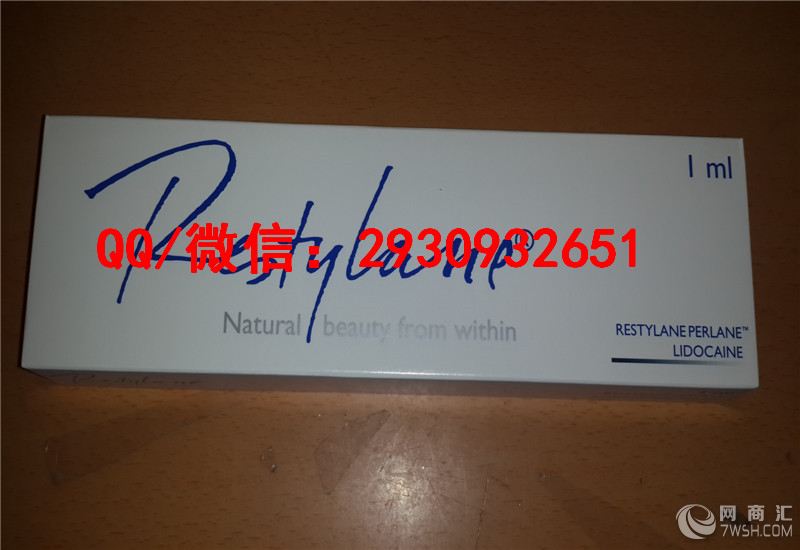 1 ml
Restylane®
QQ/微信：2930932651
Natural beauty from within
RESTYLANE PERLANE™
LIDOCAINE
Restylane
网商汇
7WSH.COM